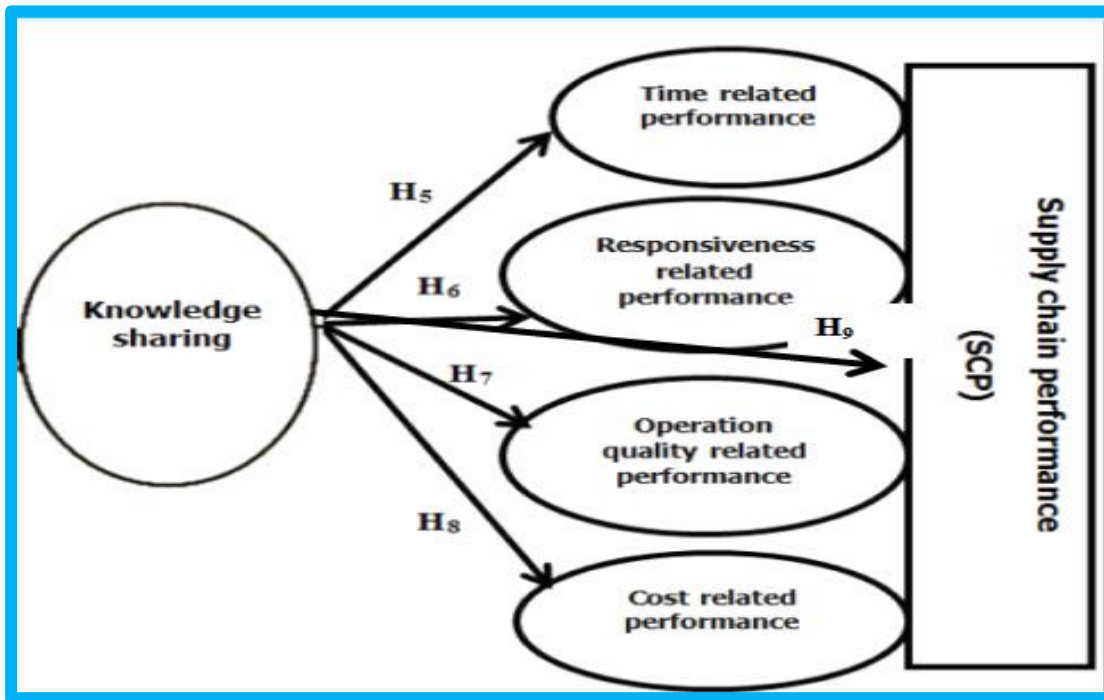 Time related
performance
H5
Responsiveness
related
performance
Knowledge
sharing
H6
H9
H7
Operation
quality related
performance
H8
Cost related
performance
Supply chain performance
(SCP)